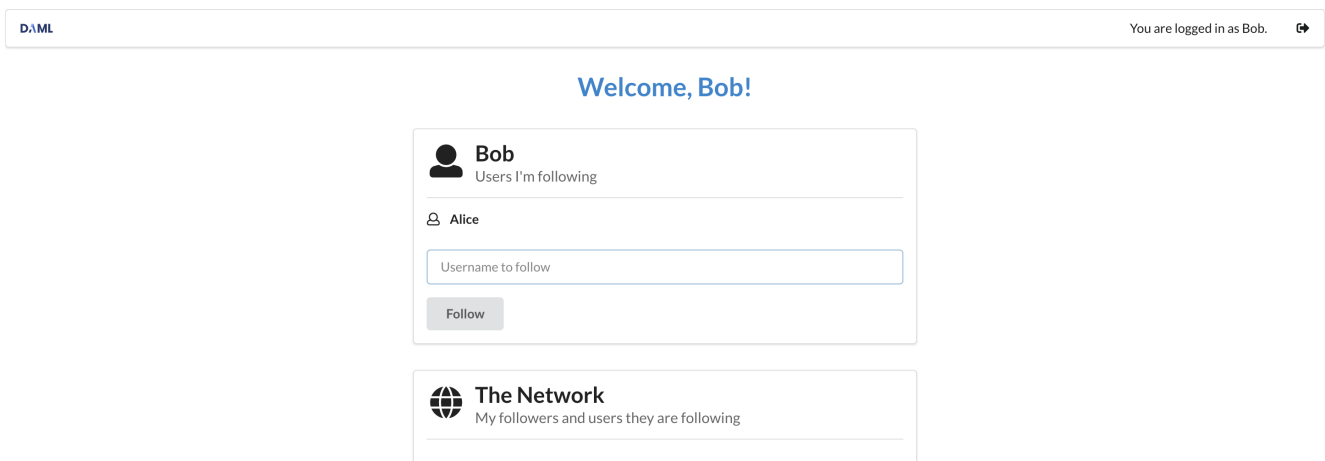 DAML
You are logged in as Bob.
Welcome, Bob!
Bob
Users I'm following
Alice
Username to follow
Follow
The Network
My followers and users they are following